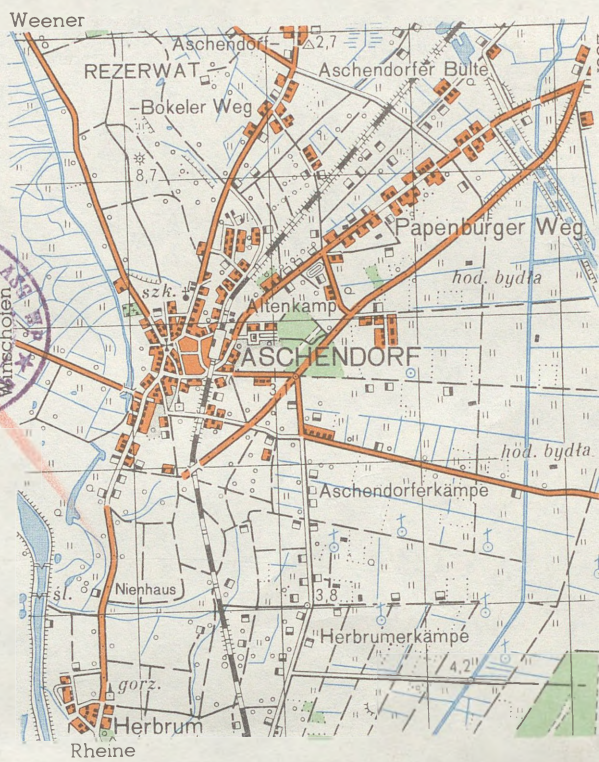 Weener
Aschendorf-
2,7
REZERWAT
Aschendorfer Bulte
-Bokeler Weg
8,7
Papenburger Weg
hod. bydła
szk.
Altenkamp
ASCHENDORF
hod. bydła
Aschendorferkämpe
Nienhaus
3,8
śl.
Herbrumerkämpe
4,2
gorz.
Herbrum
Rheine